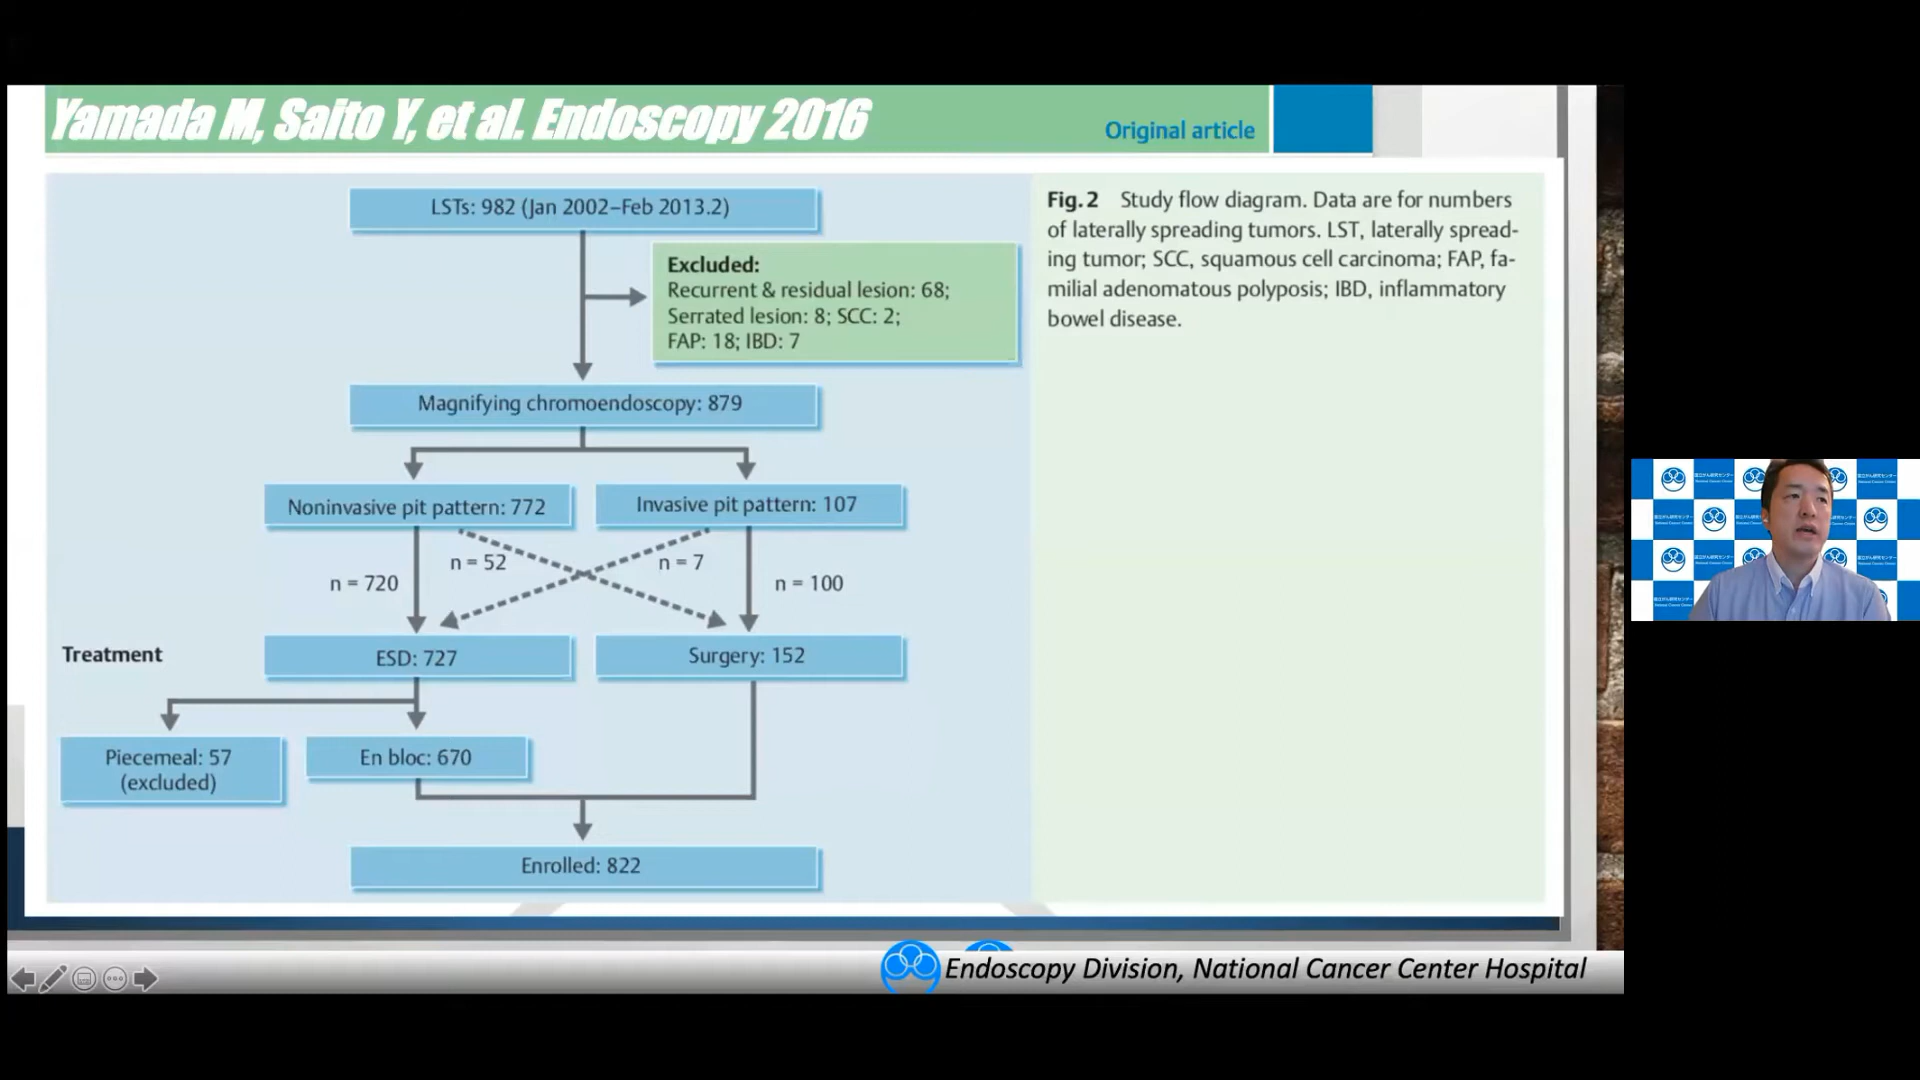 Yamada M, Saito Y, et al. Endoscopy 2016
Original article
LSTs: 982 (Jan 2002–Feb 2013.2)
Excluded:
Recurrent & residual lesion: 68;
Serrated lesion: 8; SCC: 2;
FAP: 18; IBD: 7
Magnifying chromoendoscopy: 879
Noninvasive pit pattern: 772
Invasive pit pattern: 107
n = 52
n = 7
n = 720
n = 100
Treatment
ESD: 727
Surgery: 152
Piecemeal: 57
(excluded)
En bloc: 670
Enrolled: 822
Fig. 2 Study flow diagram. Data are for numbers
of laterally spreading tumors. LST, laterally spread-
ing tumor; SCC, squamous cell carcinoma; FAP, fa-
milial adenomatous polyposis; IBD, inflammatory
bowel disease.
Endoscopy Division, National Cancer Center Hospital